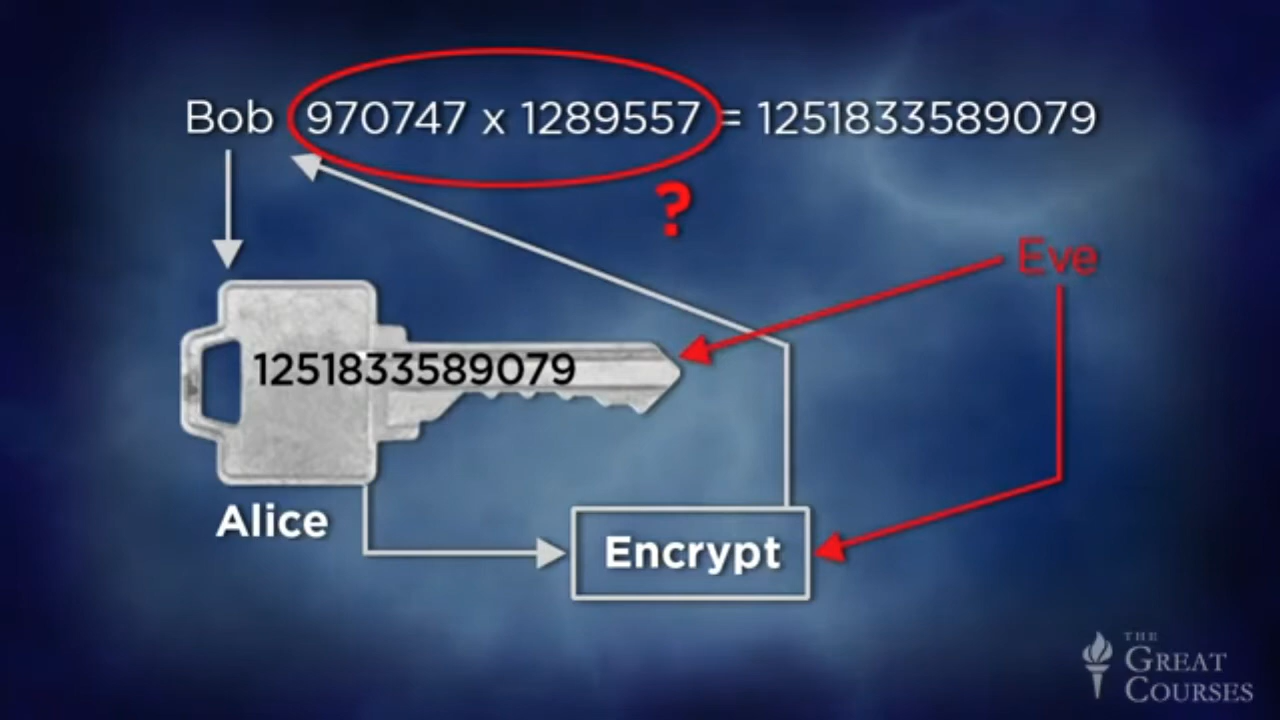 Bob 970747 x 1289557 = 1251833589079
?
Eve
1251833589079
Alice
Encrypt
THE
GREAT
COURSES